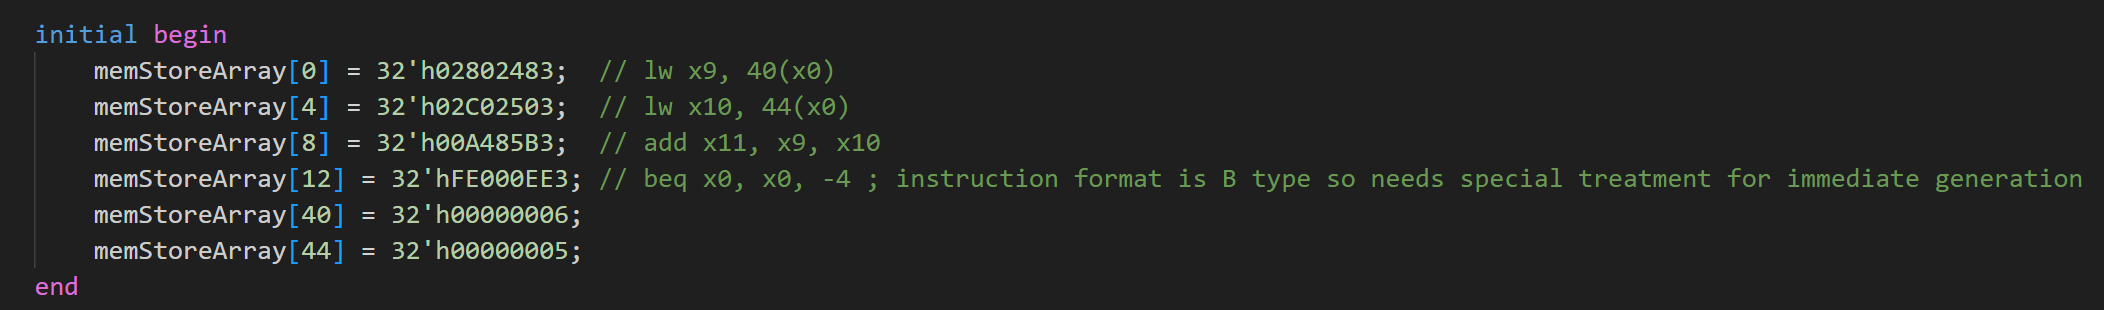 initial begin
    memStoreArray[0] = 32'h02802483;  // lw x9, 40(x0)
    memStoreArray[4] = 32'h02C02503;  // lw x10, 44(x0)
    memStoreArray[8] = 32'h00A485B3;  // add x11, x9, x10
    memStoreArray[12] = 32'hFE000EE3; // beq x0, x0, -4 ; instruction format is B type so needs special treatment for immediate generation
    memStoreArray[40] = 32'h00000006;
    memStoreArray[44] = 32'h00000005;
end